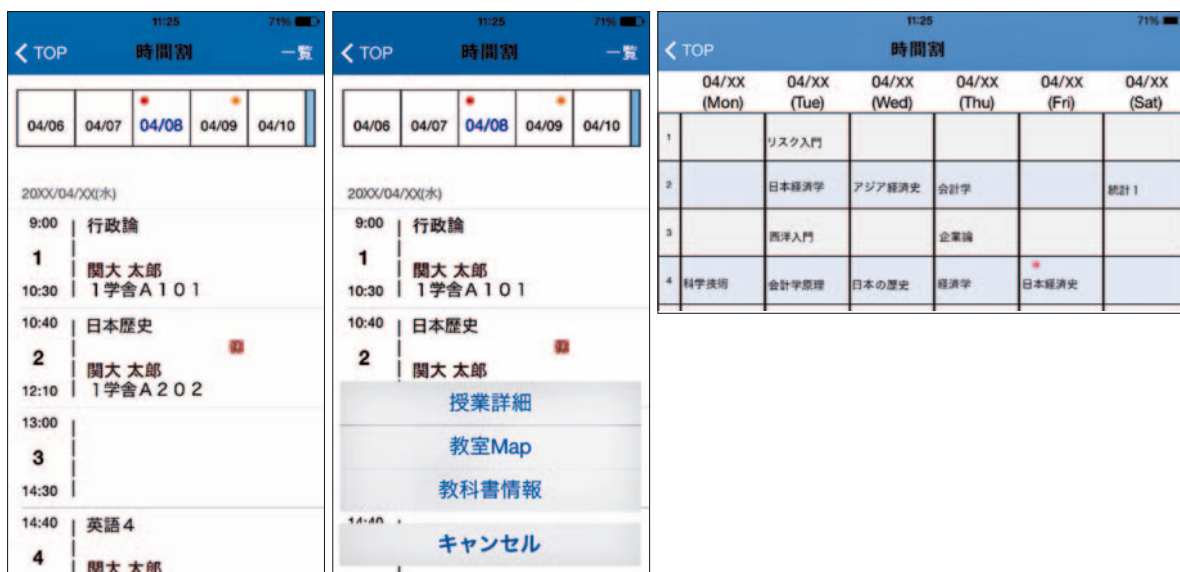 11:25 71%
TOP 時間割 一覧
04/06 04/07 04/08 04/09 04/10
20XX/04/XX(水)
9:00 行政論
1
関大 太郎
10:30 1学舎A101
10:40 日本歴史
2
関大 太郎
12:10 1学舎A202
13:00
3
14:30
14:40 英語4
4
関大 太郎
11:25 71%
TOP 時間割 一覧
04/06 04/07 04/08 04/09 04/10
20XX/04/XX(水)
9:00 行政論
1
関大 太郎
10:30 1学舎A101
10:40 日本歴史
2
関大 太郎
授業詳細
教室Map
教科書情報
14:40
キャンセル
11:25 71%
TOP 時間割
04/XX 04/XX 04/XX 04/XX 04/XX 04/XX
(Mon) (Tue) (Wed) (Thu) (Fri) (Sat)
1 リスク入門
2 日本経済学 アジア経済史 会計学 統計1
3 西洋入門 企業論
4 科学技術 会計学原理 日本の歴史 経済学 日本経済史